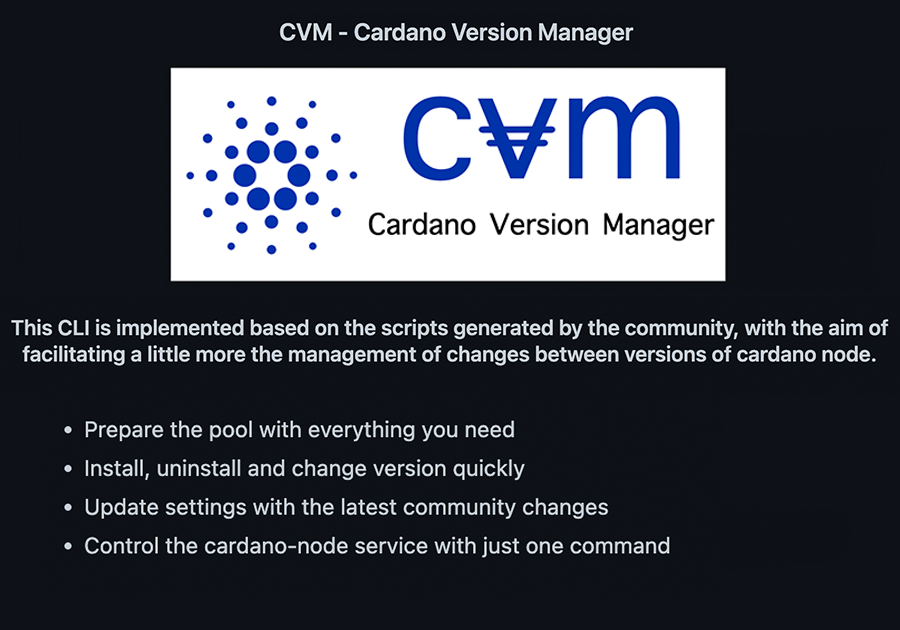 CVM - Cardano Version Manager
cvm
Cardano Version Manager
This CLI is implemented based on the scripts generated by the community, with the aim of
facilitating a little more the management of changes between versions of cardano node.
• Prepare the pool with everything you need
• Install, uninstall and change version quickly
• Update settings with the latest community changes
• Control the cardano-node service with just one command